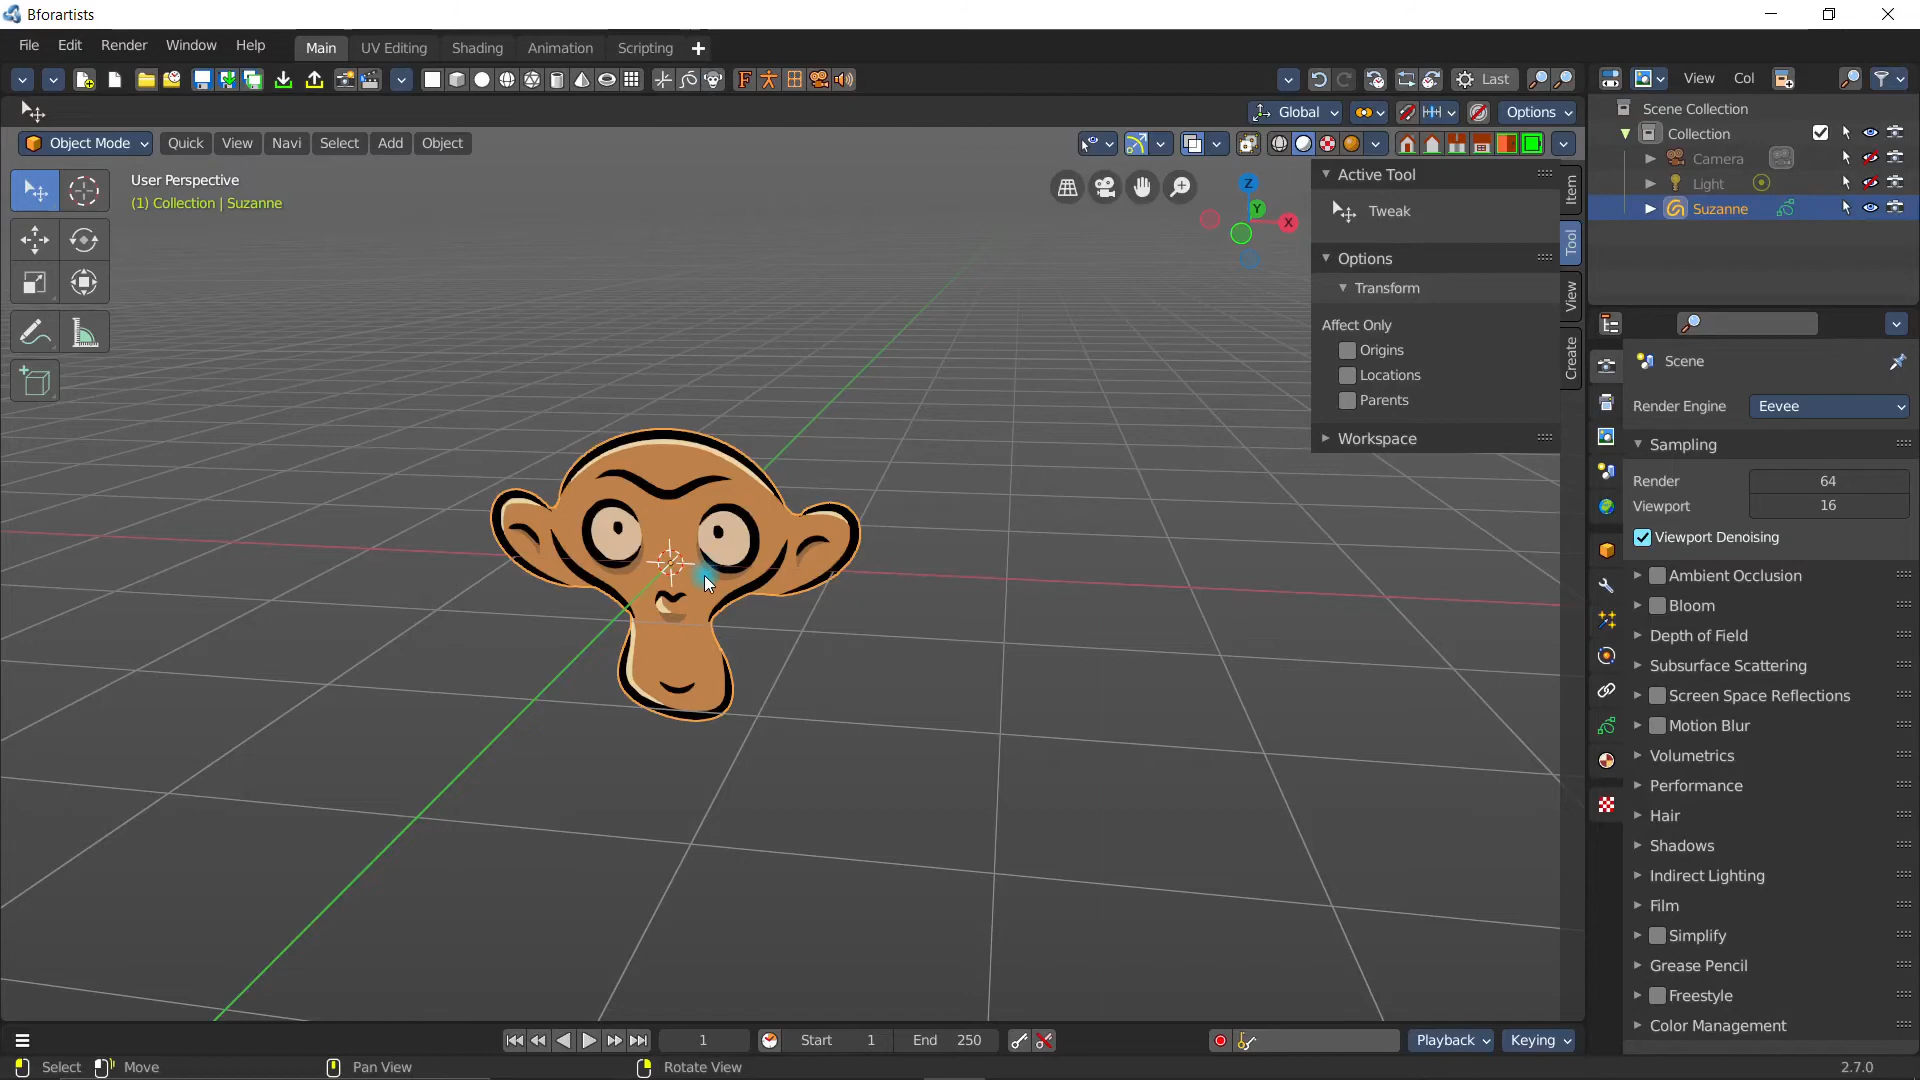 Bforartists
File Edit Render Window Help Main UV Editing Shading Animation Scripting +
Last View Col
Global Options
Object Mode Quick View Navi Select Add Object
User Perspective
(1) Collection | Suzanne
Z
Y
X
Active Tool
Tweak
Options
Transform
Affect Only
Origins
Locations
Parents
Workspace
Item
Tool
View
Create
Scene Collection
Collection
Camera
Light
Suzanne
Scene
Render Engine Eevee
Sampling
Render 64
Viewport 16
Viewport Denoising
Ambient Occlusion
Bloom
Depth of Field
Subsurface Scattering
Screen Space Reflections
Motion Blur
Volumetrics
Performance
Hair
Shadows
Indirect Lighting
Film
Simplify
Grease Pencil
Freestyle
Color Management
1 Start 1 End 250 Playback Keying
Select Move Pan View Rotate View 2.7.0